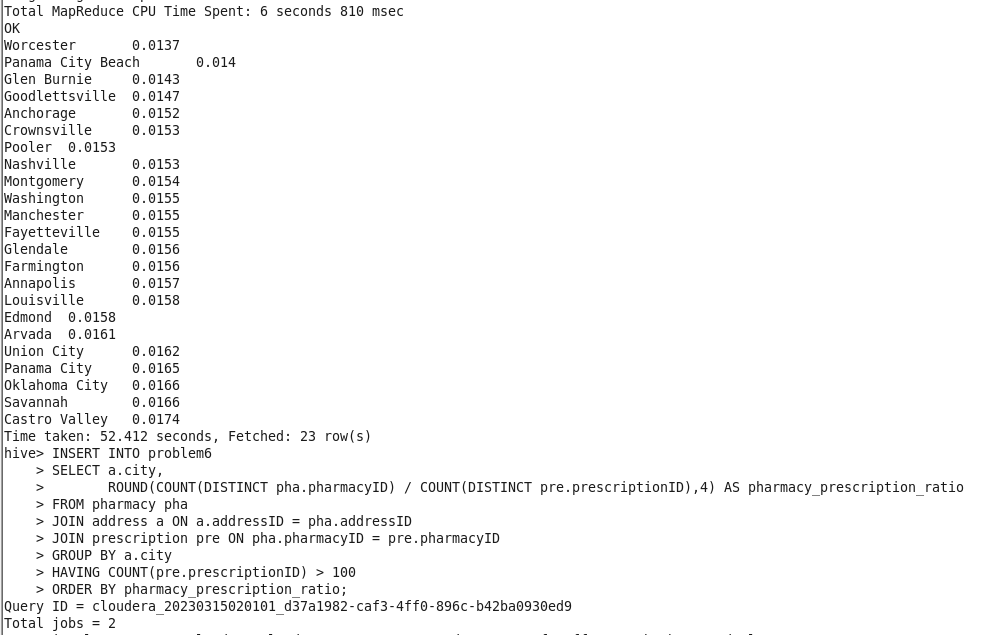 Total MapReduce CPU Time Spent: 6 seconds 810 msec
OK
Worcester	0.0137
Panama City Beach	0.014
Glen Burnie	0.0143
Goodlettsville	0.0147
Anchorage	0.0152
Crownsville	0.0153
Pooler	0.0153
Nashville	0.0153
Montgomery	0.0154
Washington	0.0155
Manchester	0.0155
Fayetteville	0.0155
Glendale	0.0156
Farmington	0.0156
Annapolis	0.0157
Louisville	0.0158
Edmond	0.0158
Arvada	0.0161
Union City	0.0162
Panama City	0.0165
Oklahoma City	0.0166
Savannah	0.0166
Castro Valley	0.0174
Time taken: 52.412 seconds, Fetched: 23 row(s)
hive> INSERT INTO problem6
    > SELECT a.city,
    >        ROUND(COUNT(DISTINCT pha.pharmacyID) / COUNT(DISTINCT pre.prescriptionID),4) AS pharmacy_prescription_ratio
    > FROM pharmacy pha
    > JOIN address a ON a.addressID = pha.addressID
    > JOIN prescription pre ON pha.pharmacyID = pre.pharmacyID
    > GROUP BY a.city
    > HAVING COUNT(pre.prescriptionID) > 100
    > ORDER BY pharmacy_prescription_ratio;
Query ID = cloudera_20230315020101_d37a1982-caf3-4ff0-896c-b42ba0930ed9
Total jobs = 2